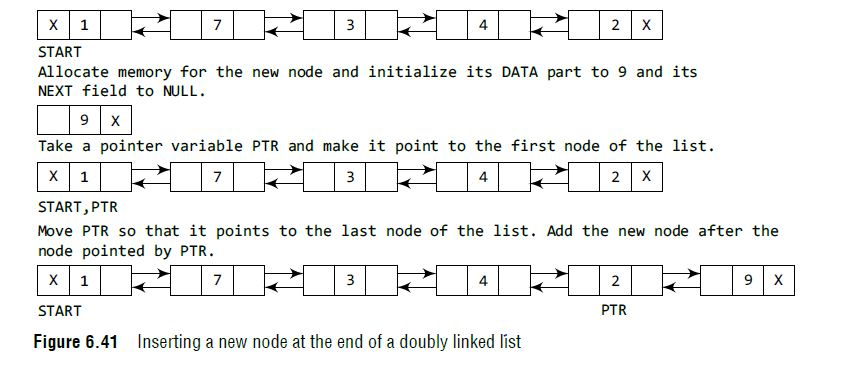 X 1 7 3 4 2 X
START
Allocate memory for the new node and initialize its DATA part to 9 and its
NEXT field to NULL.
9 X
Take a pointer variable PTR and make it point to the first node of the list.
X 1 7 3 4 2 X
START,PTR
Move PTR so that it points to the last node of the list. Add the new node after the
node pointed by PTR.
X 1 7 3 4 2 9 X
START PTR
Figure 6.41 Inserting a new node at the end of a doubly linked list